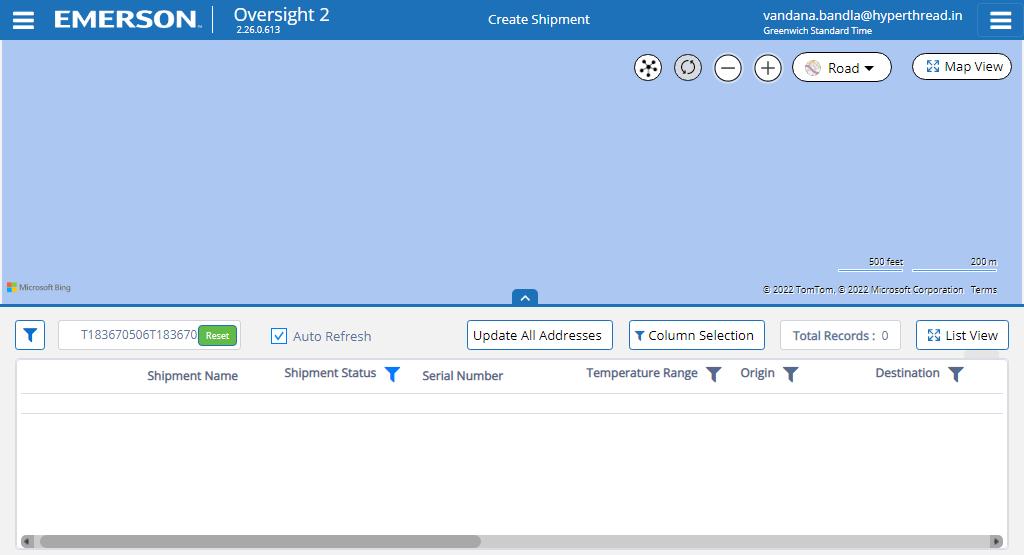 EMERSON
Oversight 2
2.26.0.613
Create Shipment
vandana.bandla@hyperthread.in
Greenwich Standard Time
Road
Map View
500 feet
200 m
Microsoft Bing
© 2022 TomTom, © 2022 Microsoft Corporation Terms
T183670506T183670
Reset
Auto Refresh
Update All Addresses
Column Selection
Total Records : 0
List View
Shipment Name
Shipment Status
Serial Number
Temperature Range
Origin
Destination